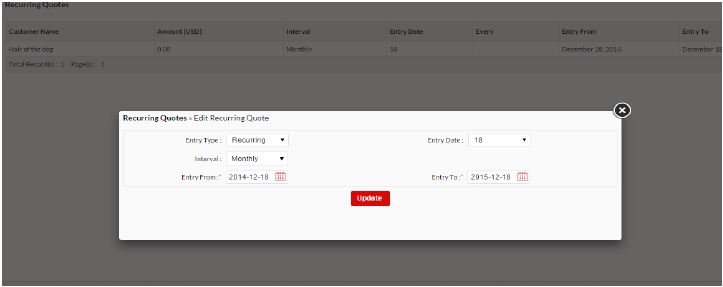 Recurring Quotes
Customer Name Amount [USD] Interval Entry Date Every Entry From Entry To
Hair of the dog 0.00 Monthly 18 December 18, 2014 December 18
Total Record(s) : 1 Page(s) : 1
Recurring Quotes » Edit Recurring Quote
Entry Type : Recurring Entry Date : 18
Interval : Monthly
Entry From :* 2014-12-18 Entry To :* 2015-12-18
Update